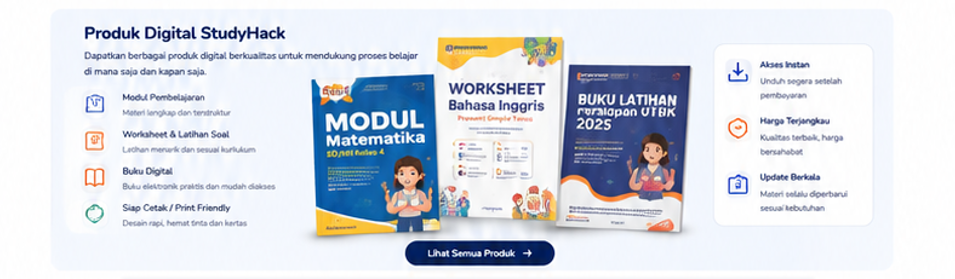 Produk Digital StudyHack
Dapatkan berbagai produk digital berkualitas untuk mendukung proses belajar
di mana saja dan kapan saja.
Modul Pembelajaran
Materi lengkap dan terstruktur
Worksheet & Latihan Soal
Latihan menarik dan sesuai kurikulum
Buku Digital
Buku elektronik praktis dan mudah diakses
Siap Cetak / Print Friendly
Desain rapi, hemat tinta dan kertas
MODUL
Matematika
WORKSHEET
Bahasa Inggris
BUKU LATIHAN
2025
Akses Instan
Unduh segera setelah
pembayaran
Harga Terjangkau
Kualitas terbaik, harga
bersahabat
Update Berkala
Materi selalu diperbarui
sesuai kebutuhan
Lihat Semua Produk →